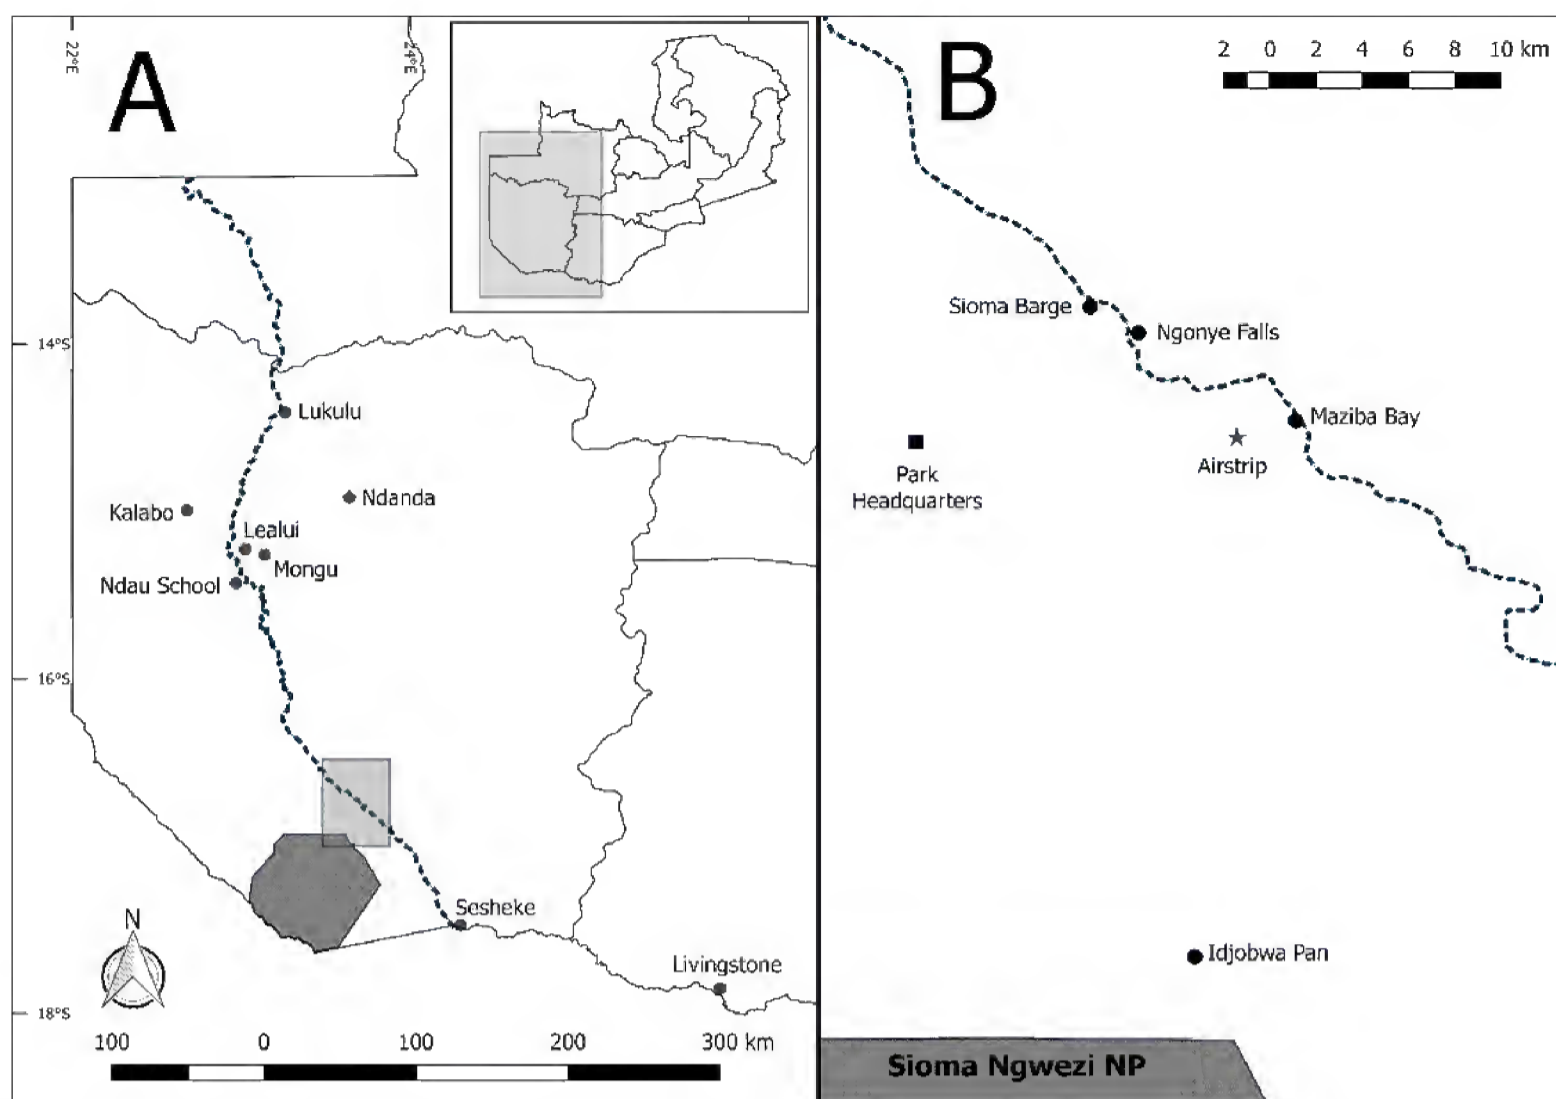 A
22°E
24°E
14°S
16°S
18°S
Lukulu
Ndanda
Kalabo
Lealui
Mongu
Ndau School
Sesheke
Livingstone
N
100 0 100 200 300 km
B
2 0 2 4 6 8 10 km
Sioma Barge
Ngonye Falls
Maziba Bay
Airstrip
Park
Headquarters
Idjobwa Pan
Sioma Ngwezi NP